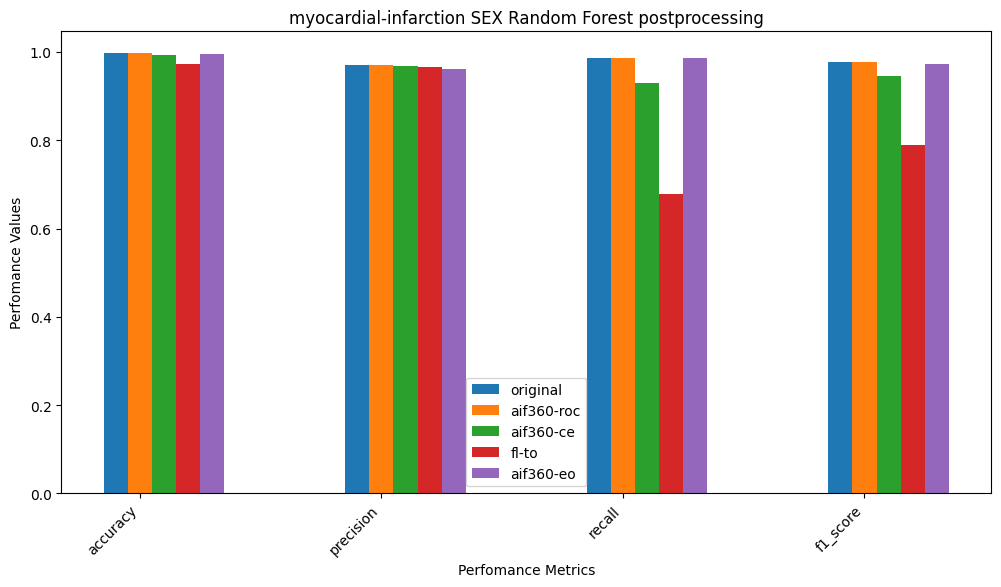 myocardial-infarction SEX Random Forest postprocessing
Perfomance Values
1.0
0.8
0.6
0.4
0.2
0.0
original
aif360-roc
aif360-ce
fl-to
aif360-eo
accuracy
precision
recall
f1_score
Perfomance Metrics